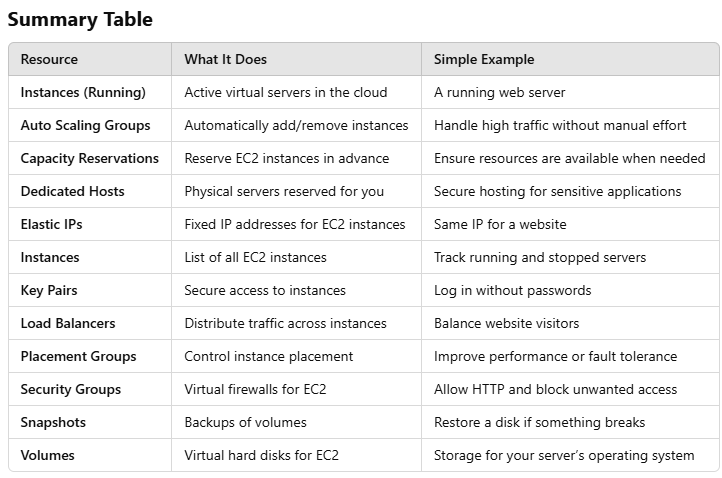 Summary Table
Resource What It Does Simple Example
Instances (Running) Active virtual servers in the cloud A running web server
Auto Scaling Groups Automatically add/remove instances Handle high traffic without manual effort
Capacity Reservations Reserve EC2 instances in advance Ensure resources are available when needed
Dedicated Hosts Physical servers reserved for you Secure hosting for sensitive applications
Elastic IPs Fixed IP addresses for EC2 instances Same IP for a website
Instances List of all EC2 instances Track running and stopped servers
Key Pairs Secure access to instances Log in without passwords
Load Balancers Distribute traffic across instances Balance website visitors
Placement Groups Control instance placement Improve performance or fault tolerance
Security Groups Virtual firewalls for EC2 Allow HTTP and block unwanted access
Snapshots Backups of volumes Restore a disk if something breaks
Volumes Virtual hard disks for EC2 Storage for your server’s operating system